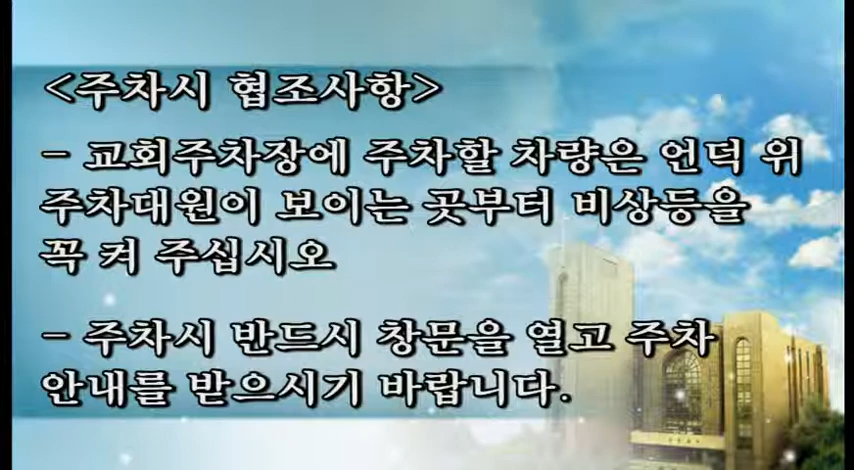 <주차시 협조사항>
- 교회주차장에 주차할 차량은 언덕 위
주차대원이 보이는 곳부터 비상등을
꼭 켜 주십시오
- 주차시 반드시 창문을 열고 주차
안내를 받으시기 바랍니다.